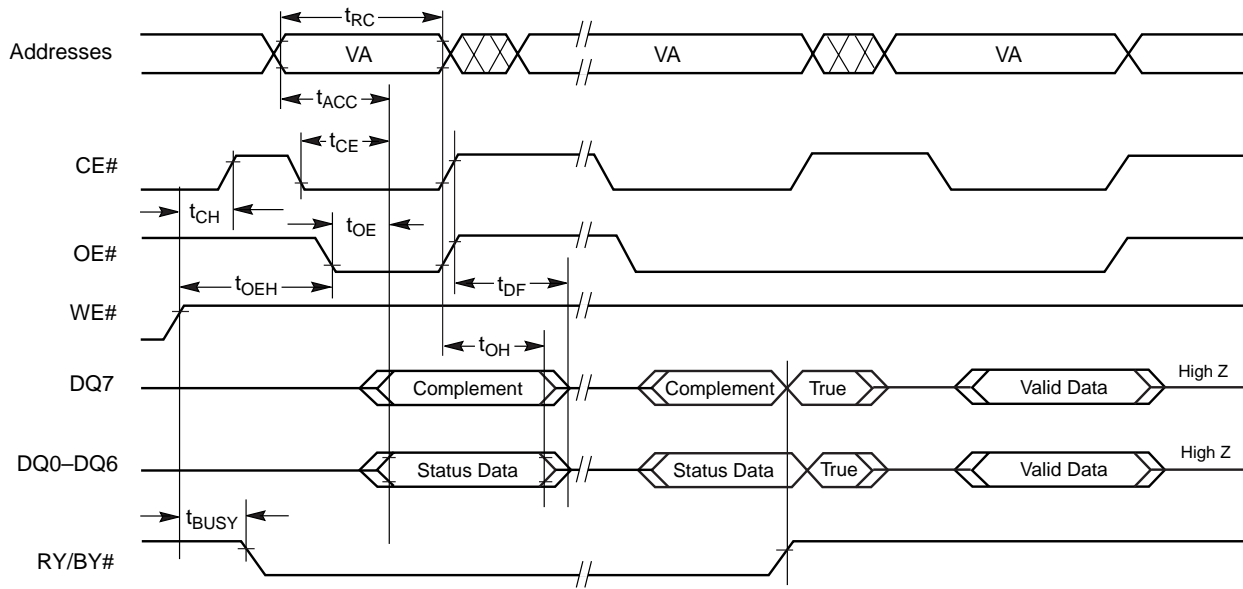 tRC
Addresses VA VA VA
tACC
tCE
CE#
tCH tOE
OE#
tOEH tDF
WE#
tOH
DQ7 Complement Complement True Valid Data High Z
DQ0–DQ6 Status Data Status Data True Valid Data High Z
tBUSY
RY/BY#